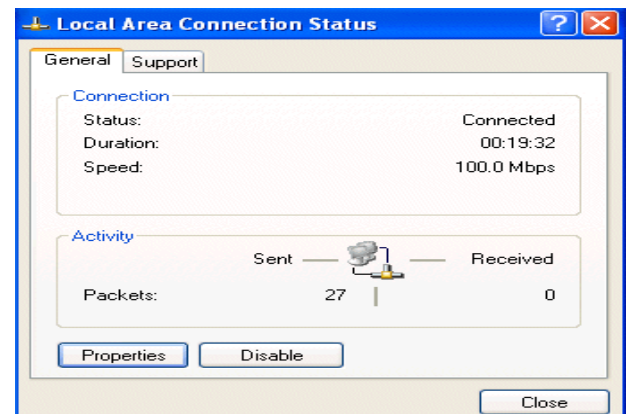 Local Area Connection Status
General Support
Connection
Status: Connected
Duration: 00:19:32
Speed: 100.0 Mbps
Activity
Sent Received
Packets: 27 0
Properties Disable
Close